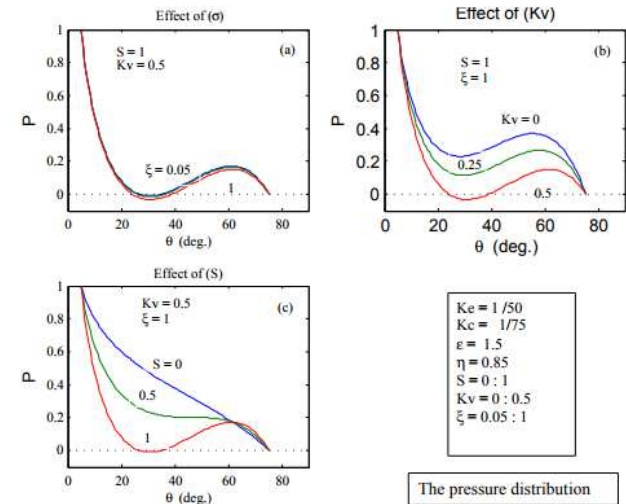 Effect of (σ)
S = 1
Kv = 0.5
(a)
ξ = 0.05
1
P
1
0.8
0.6
0.4
0.2
0
0 20 40 60 80
θ (deg.)
Effect of (Kv)
S = 1
ξ = 1
(b)
Kv = 0
0.25
0.5
P
1
0.8
0.6
0.4
0.2
0
0 20 40 60 80
θ (deg.)
Effect of (S)
Kv = 0.5
ξ = 1
(c)
S = 0
0.5
1
P
1
0.8
0.6
0.4
0.2
0
0 20 40 60 80
θ (deg.)
Ke = 1 /50
Kc = 1/75
ε = 1.5
η = 0.85
S = 0 : 1
Kv = 0 : 0.5
ξ = 0.05 : 1
The pressure distribution